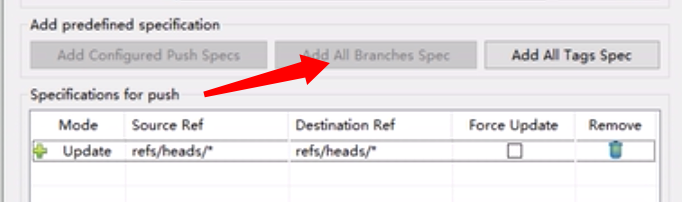 Add predefined specification
Add Configured Push Specs Add All Branches Spec Add All Tags Spec
Specifications for push
Mode Source Ref Destination Ref Force Update Remove
Update refs/heads/* refs/heads/*